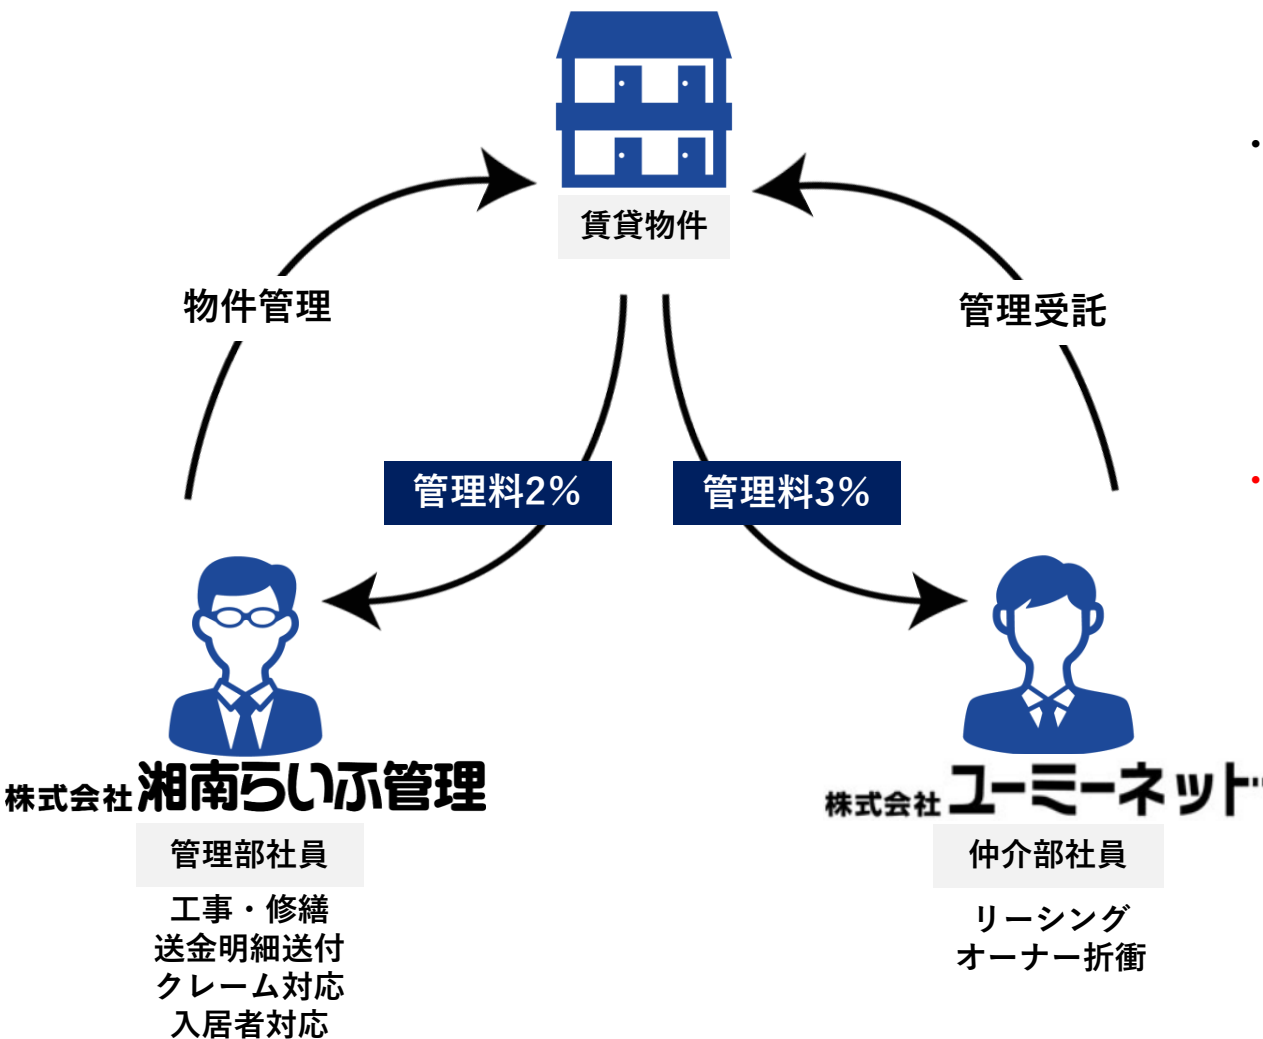 賃貸物件
物件管理
管理受託
管理料2%
管理料3%
株式会社湘南らいふ管理
管理部社員
工事・修繕
送金明細送付
クレーム対応
入居者対応
株式会社ユーミーネット
仲介部社員
リーシング
オーナー折衝